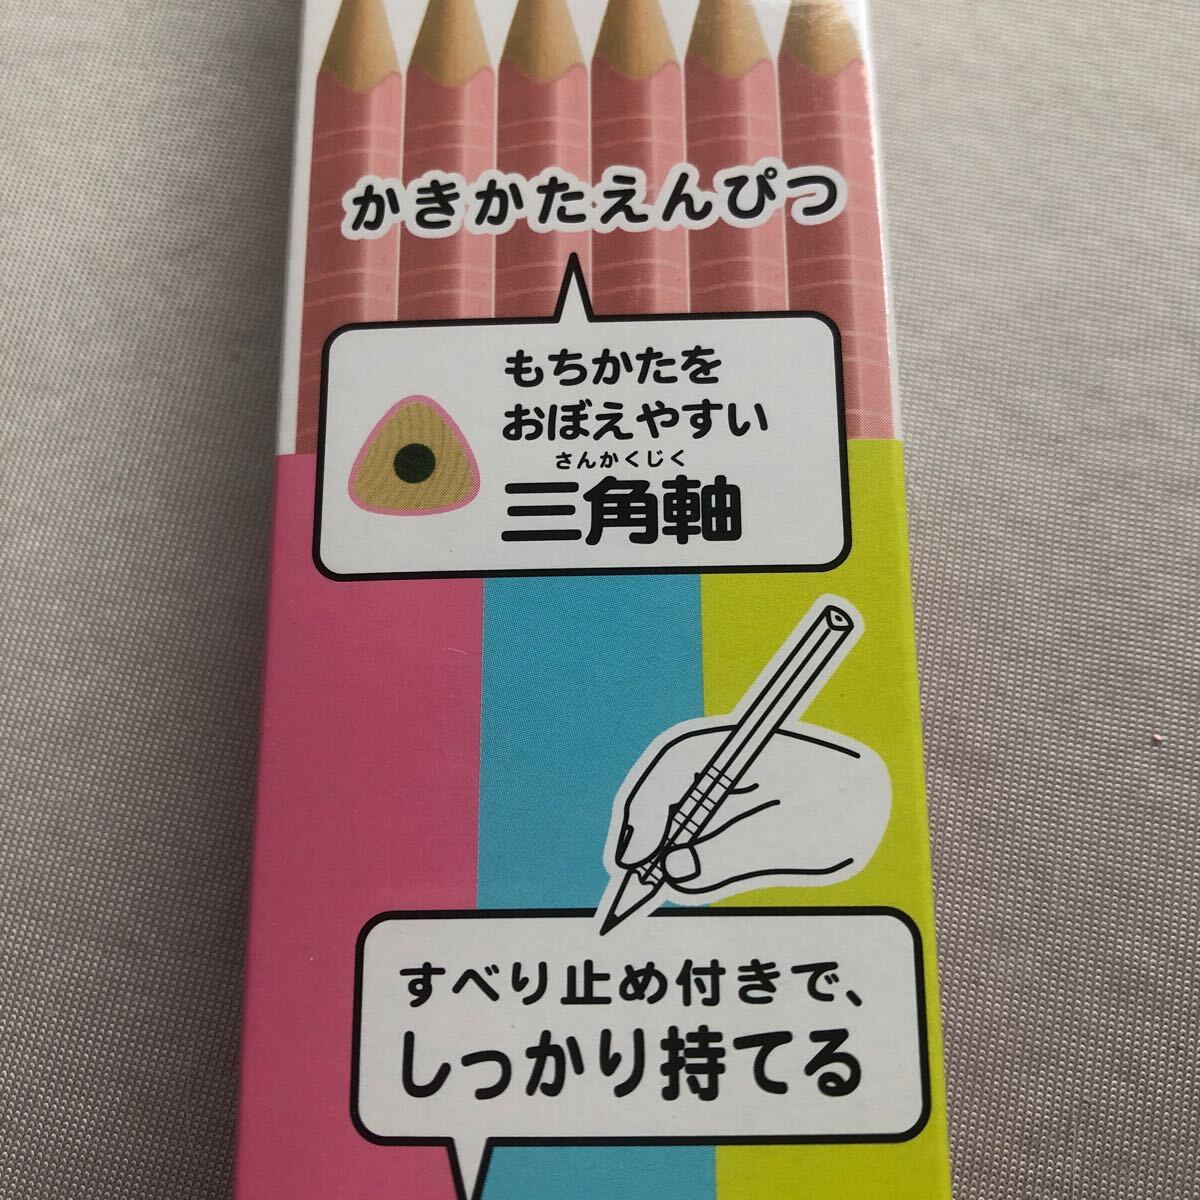 かきかたえんぴつ
もちかたを
おぼえやすい
さんかくじく
三角軸
すべり止め付きで、
しっかり持てる